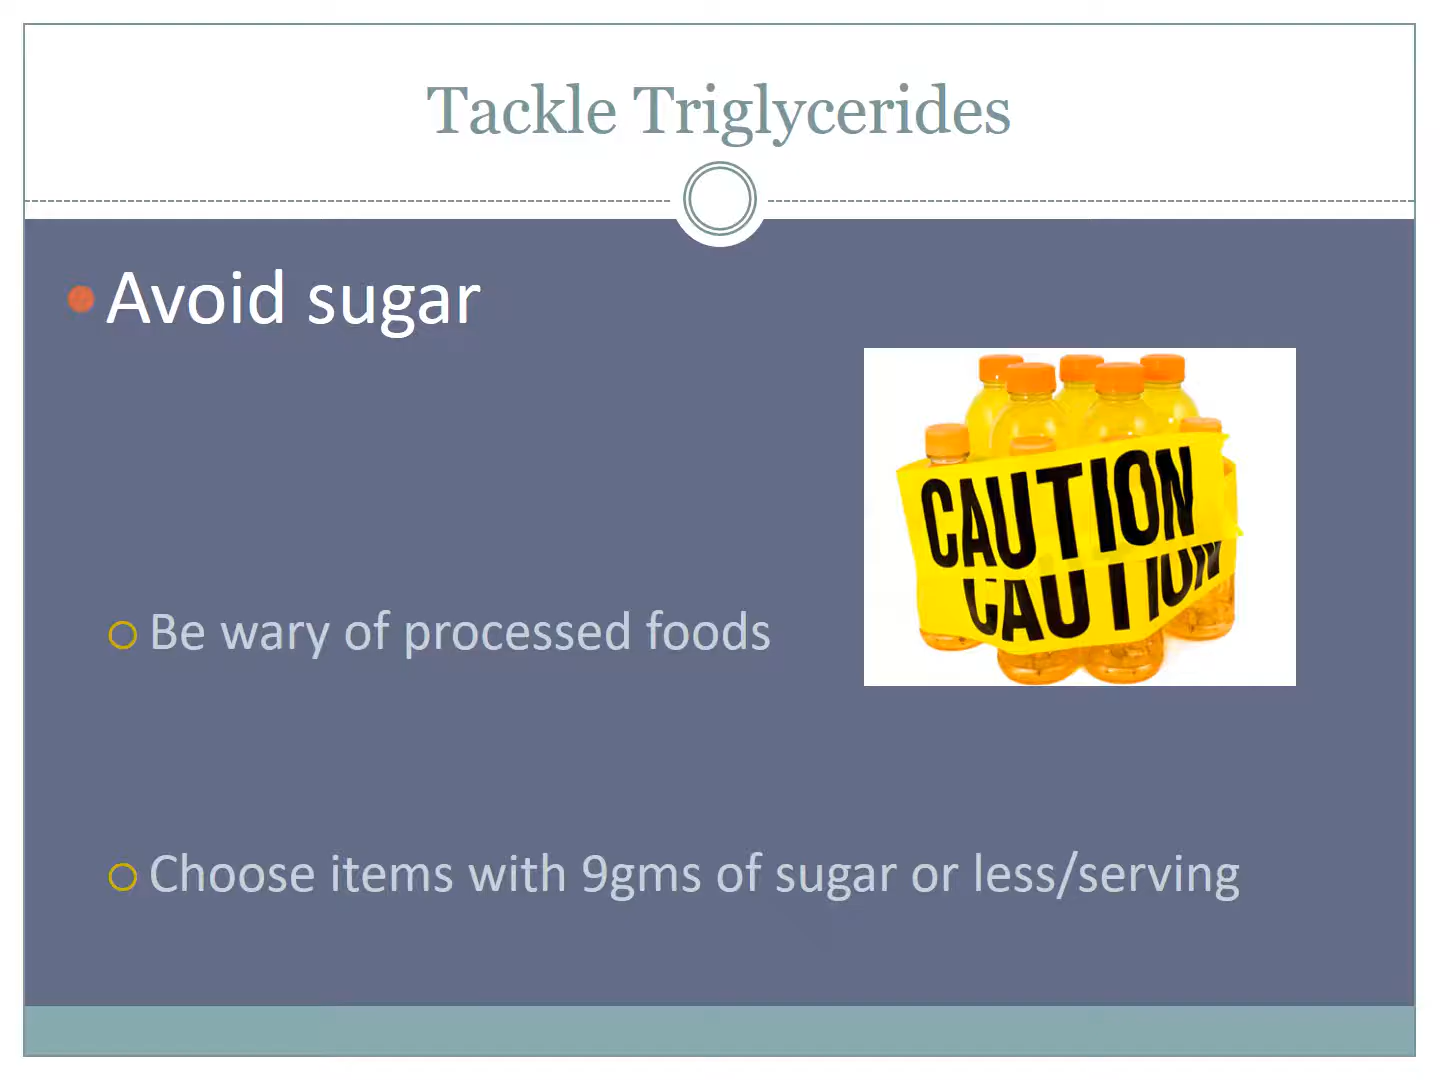 Tackle Triglycerides
Avoid sugar
CAUTION
CAUTION
Be wary of processed foods
Choose items with 9gms of sugar or less/serving